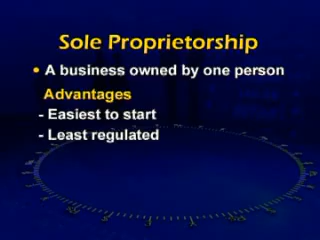 Sole Proprietorship
• A business owned by one person
Advantages
- Easiest to start
- Least regulated